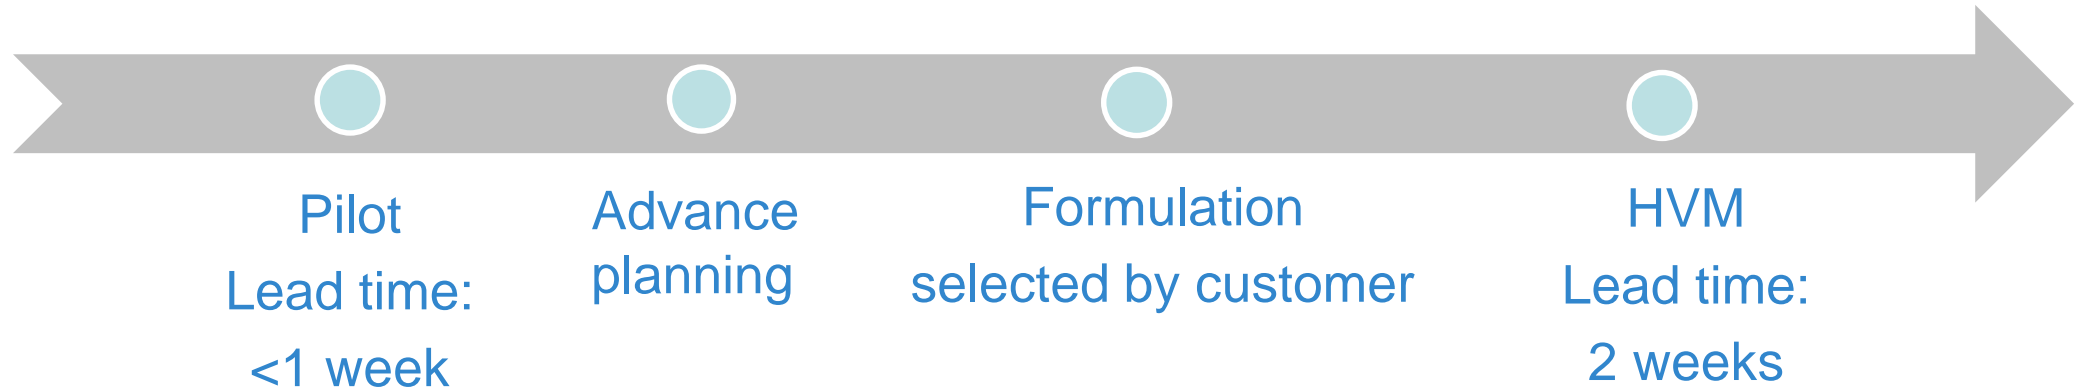 Pilot
Lead time:
<1 week
Advance
planning
Formulation
selected by customer
HVM
Lead time:
2 weeks